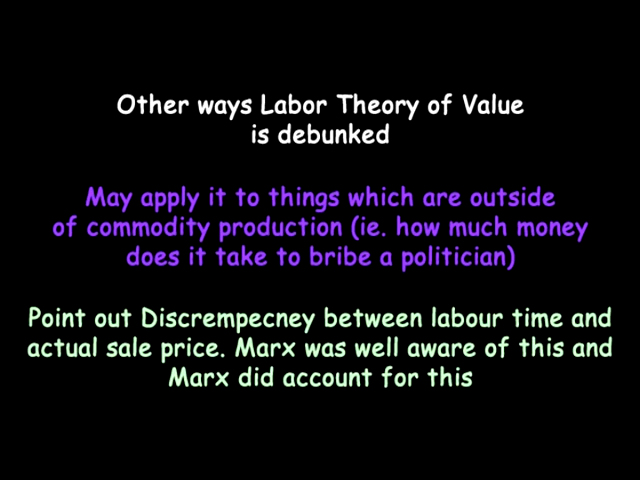 Other ways Labor Theory of Value
is debunked
May apply it to things which are outside
of commodity production (ie. how much money
does it take to bribe a politician)
Point out Discrempecney between labour time and
actual sale price. Marx was well aware of this and
Marx did account for this